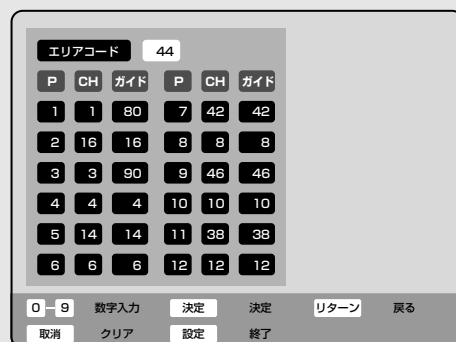 エリアコード 44
P CH ガイド P CH ガイド
1 1 80 7 42 42
2 16 16 8 8 8
3 3 90 9 46 46
4 4 4 10 10 10
5 14 14 11 38 38
6 6 6 12 12 12
0-9 数字入力 決定 決定 リターン 戻る
取消 クリア 設定 終了